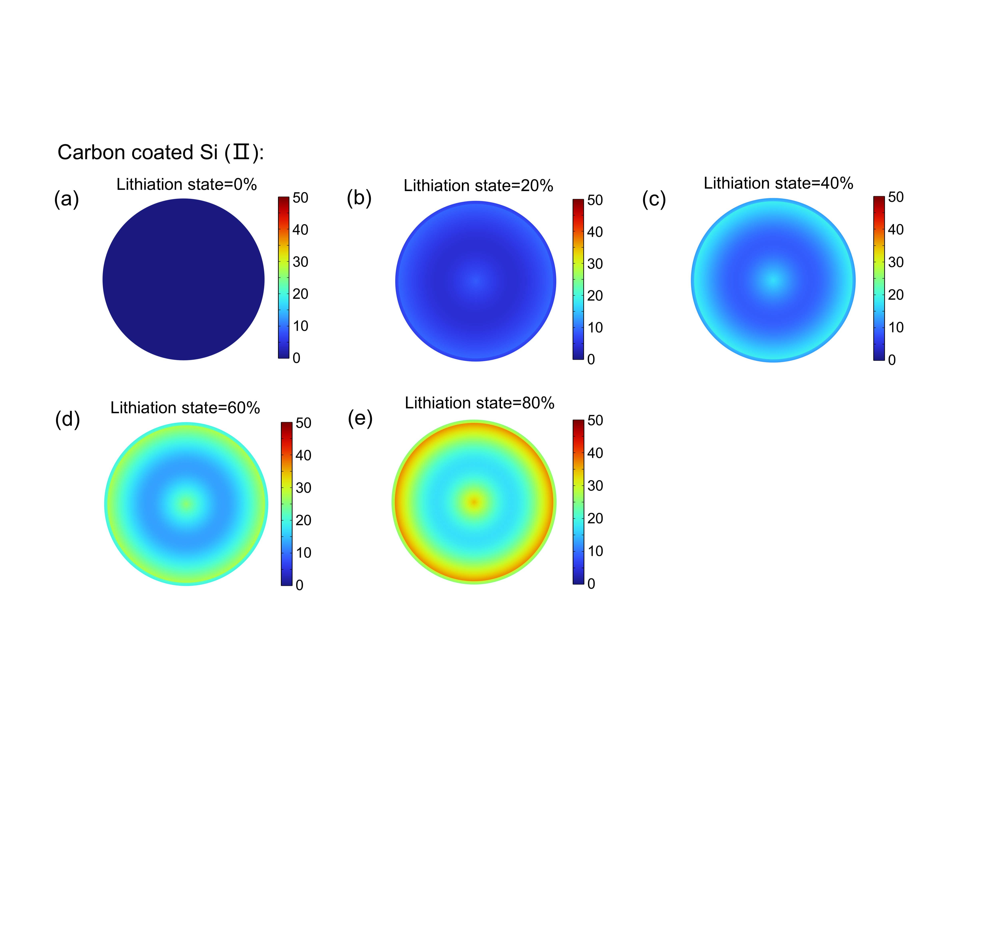 Carbon coated Si (Ⅱ):
(a)
Lithiation state=0%
50
40
30
20
10
0
(b)
Lithiation state=20%
50
40
30
20
10
0
(c)
Lithiation state=40%
50
40
30
20
10
0
(d)
Lithiation state=60%
50
40
30
20
10
0
(e)
Lithiation state=80%
50
40
30
20
10
0